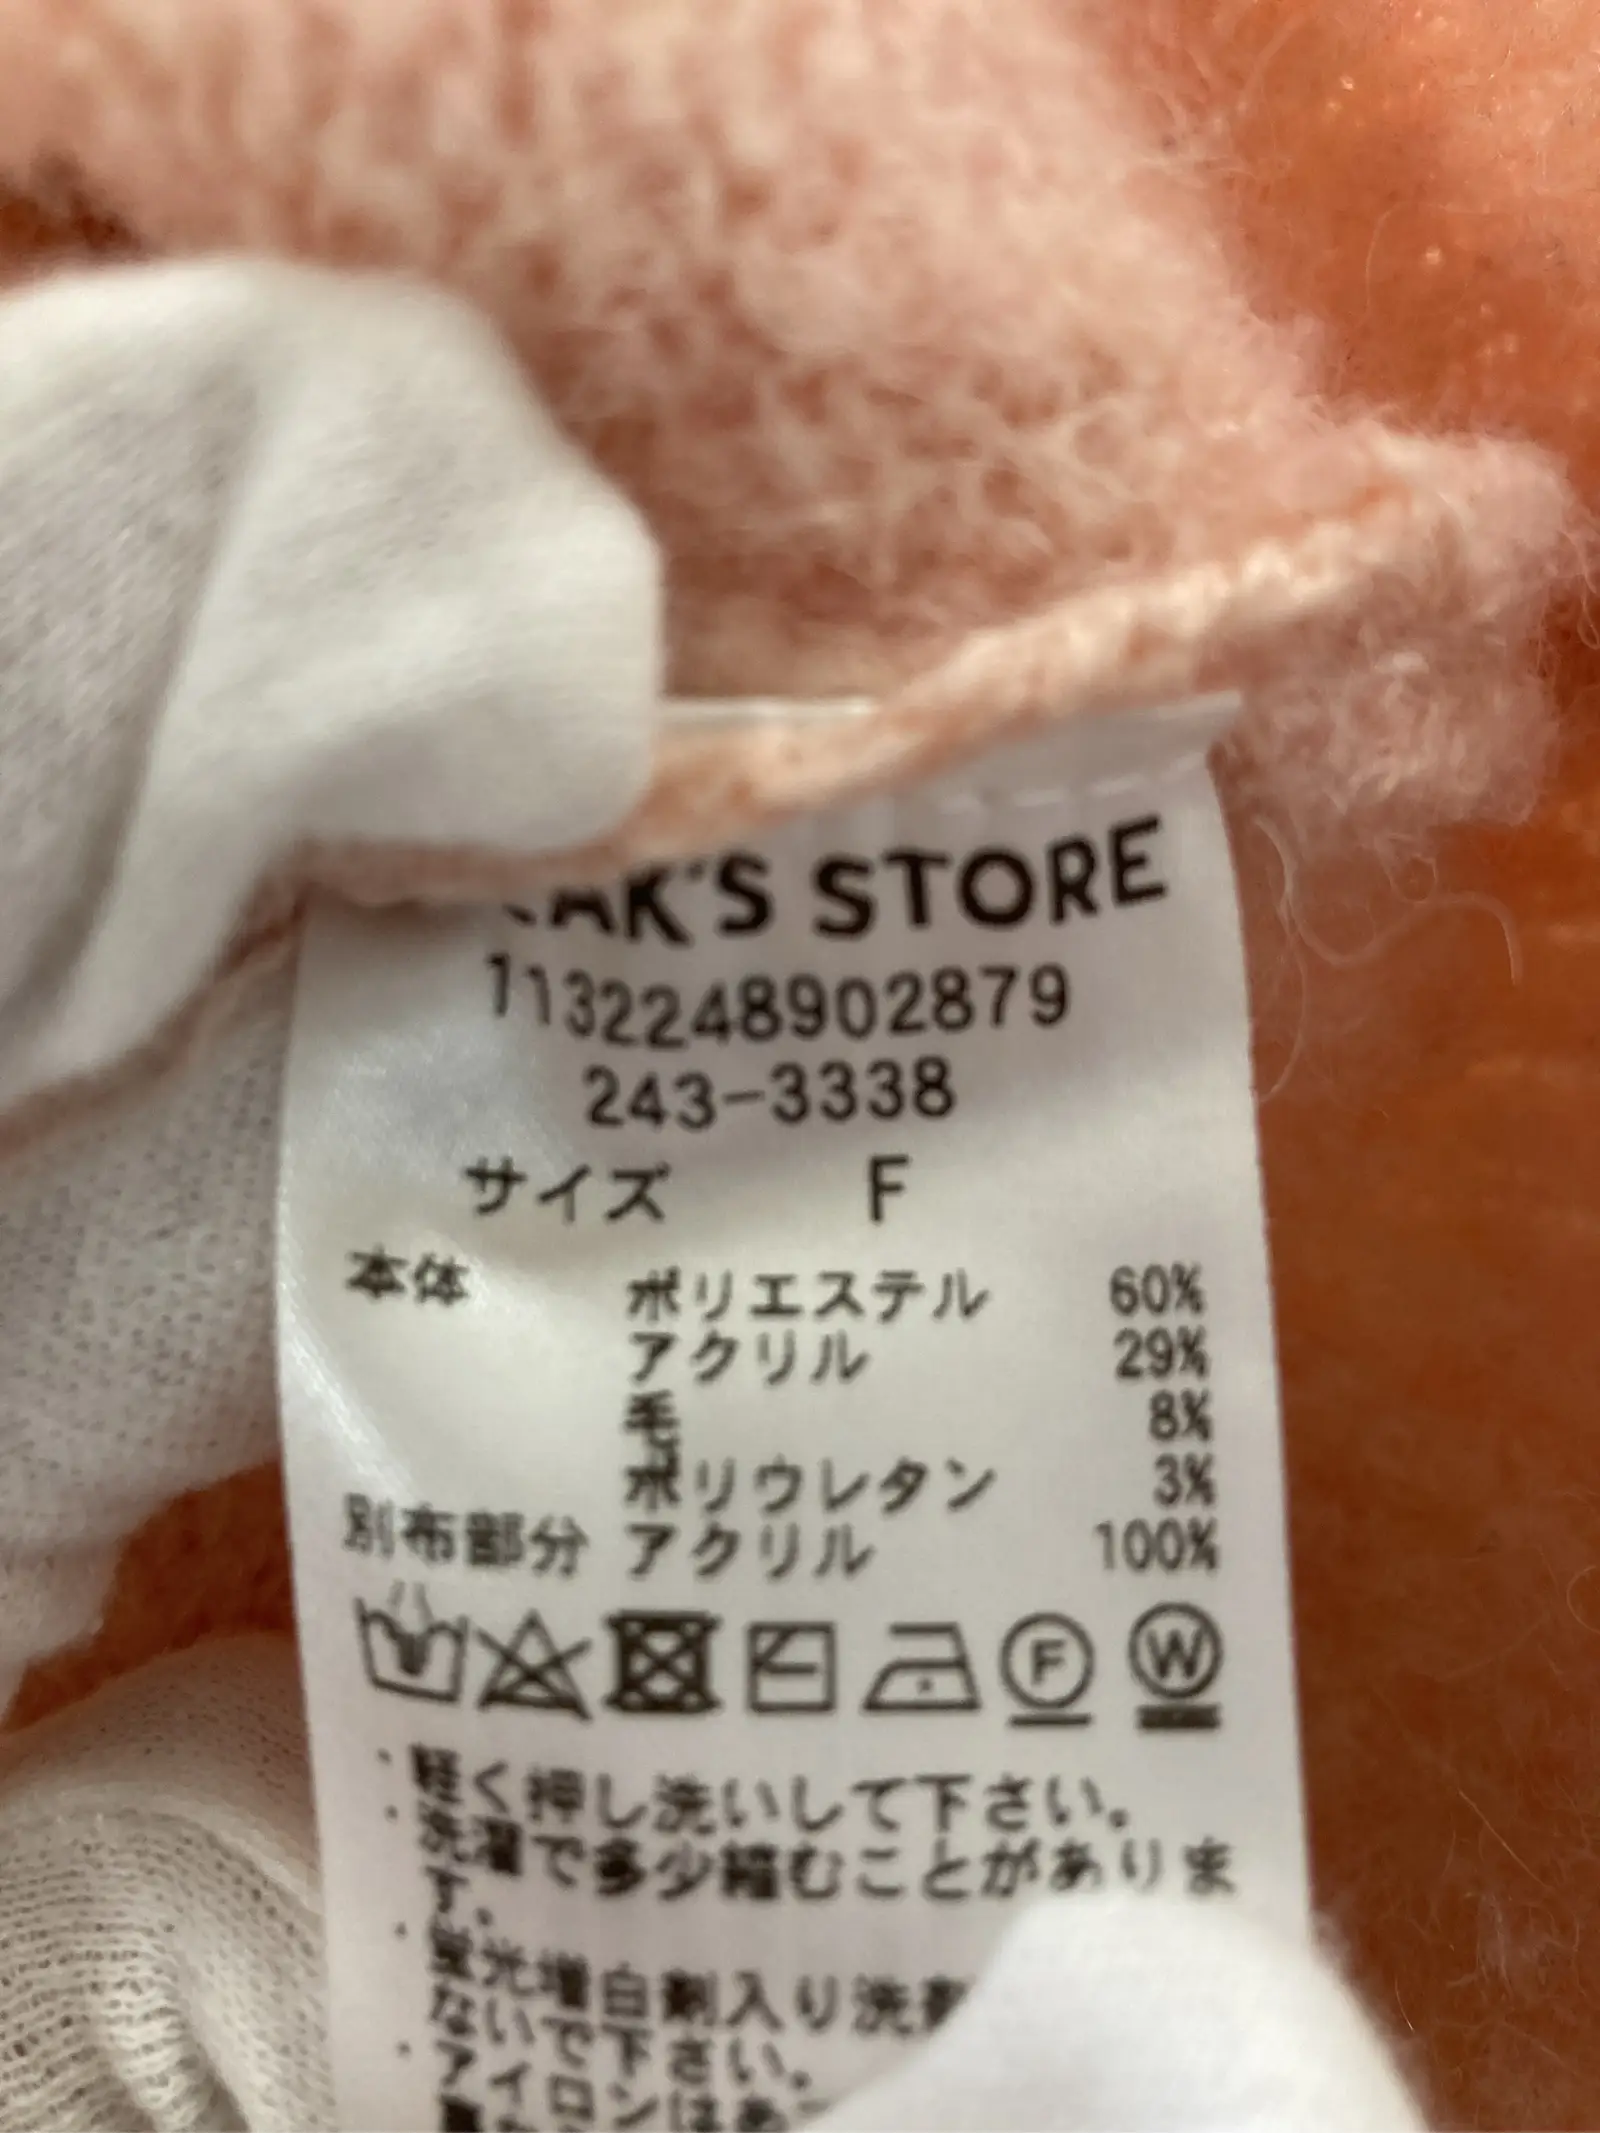 AK'S STORE
1132248902879
243-3338
サイズ F
本体 ポリエステル 60%
アクリル 29%
毛 8%
ポリウレタン 3%
別布部分 アクリル 100%
F W
・軽く押し洗いして下さい。
・洗濯で多少縮むことがありま
す。
・蛍光増白剤入り洗剤
ないで下さい。
・アイロンはあ